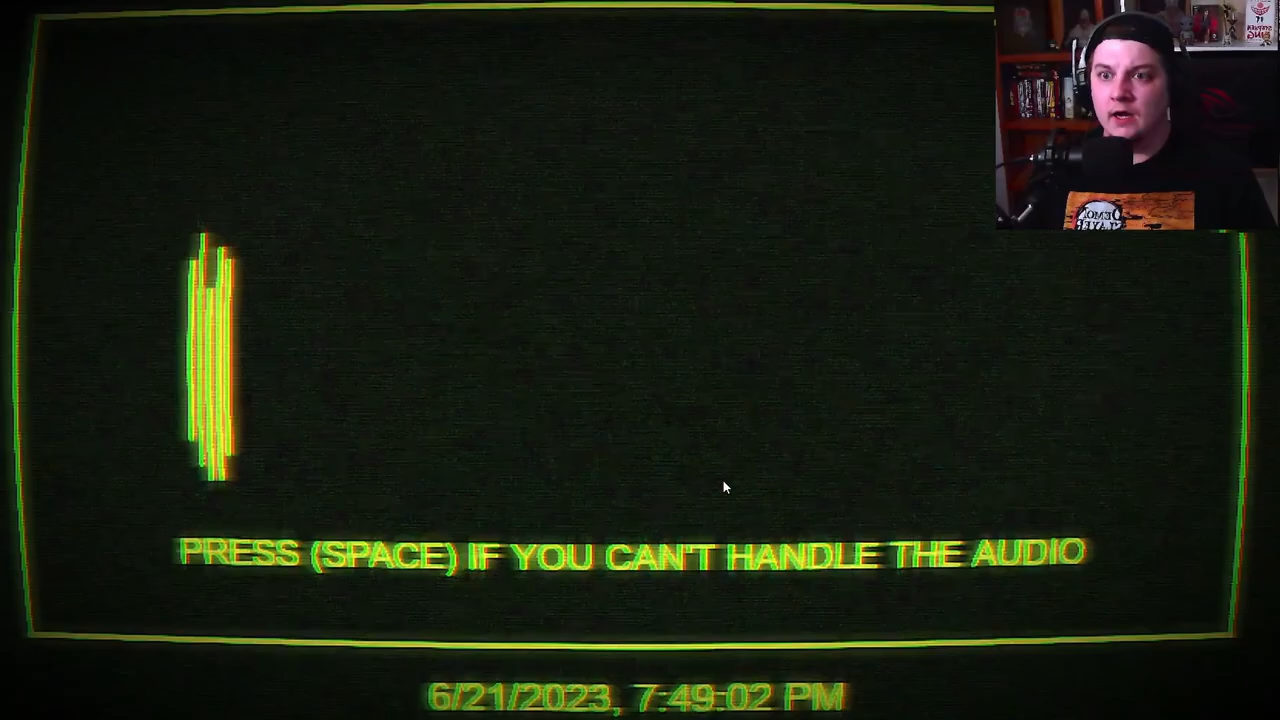 PRESS (SPACE) IF YOU CAN'T HANDLE THE AUDIO
6/21/2023, 7:49:02 PM